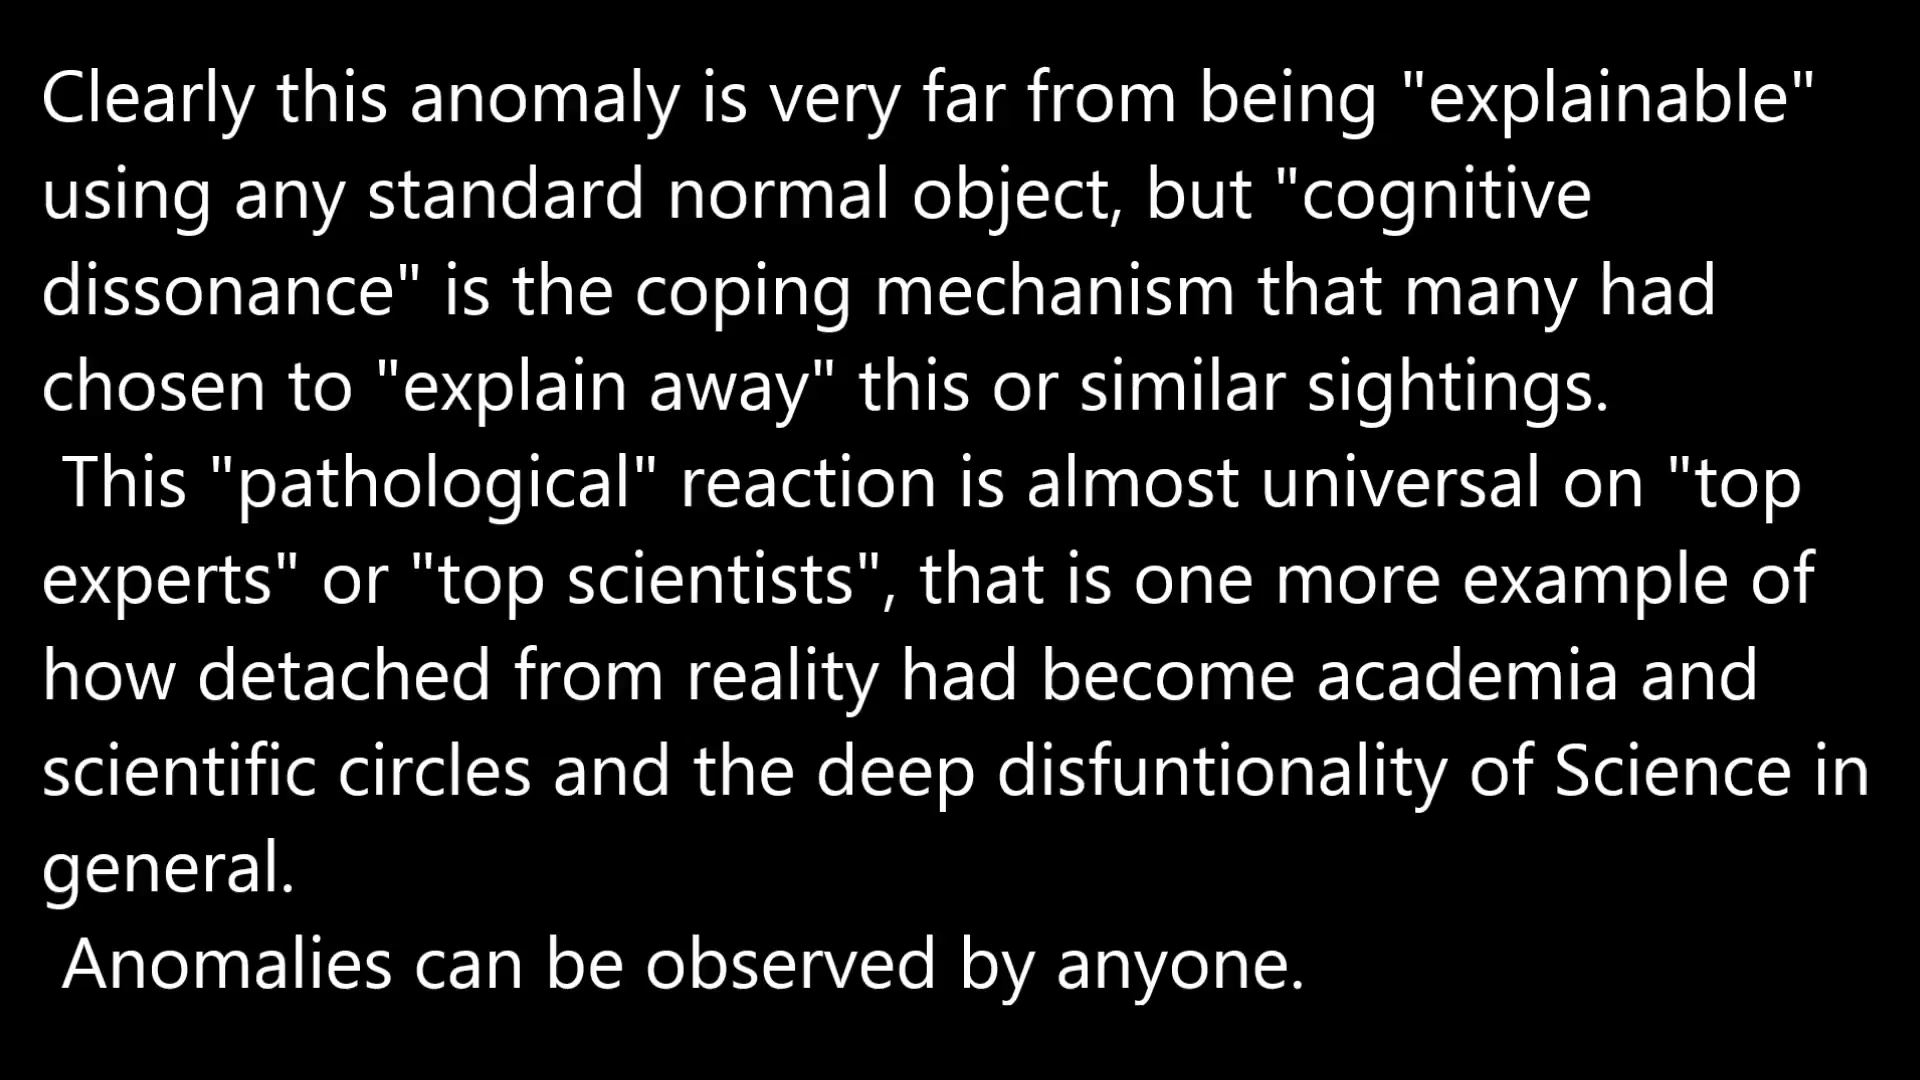 Clearly this anomaly is very far from being "explainable"
using any standard normal object, but "cognitive
dissonance" is the coping mechanism that many had
chosen to "explain away" this or similar sightings.
This "pathological" reaction is almost universal on "top
experts" or "top scientists", that is one more example of
how detached from reality had become academia and
scientific circles and the deep disfuntionality of Science in
general.
Anomalies can be observed by anyone.